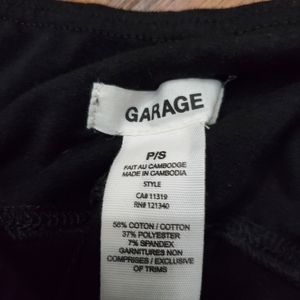 GARAGE
P/S
FAIT AU CAMBODGE
MADE IN CAMBODIA
STYLE
CA# 11319
RN# 121340
56% COTON / COTTON
37% POLYESTER
7% SPANDEX
GARNITURES NON
COMPRISES / EXCLUSIVE
OF TRIMS